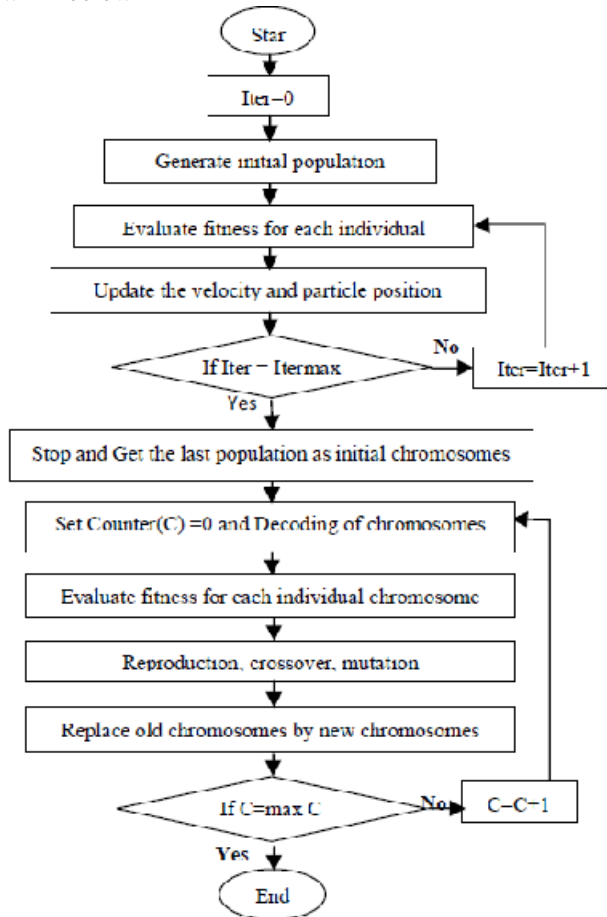 Star
Iter=0
Generate initial population
Evaluate fitness for each individual
Update the velocity and particle position
If Iter = Itermax
No
Iter=Iter+1
Yes
Stop and Get the last population as initial chromosomes
Set Counter(C) =0 and Decoding of chromosomes
Evaluate fitness for each individual chromosome
Reproduction, crossover, mutation
Replace old chromosomes by new chromosomes
If C=max C
No
C=C+1
Yes
End